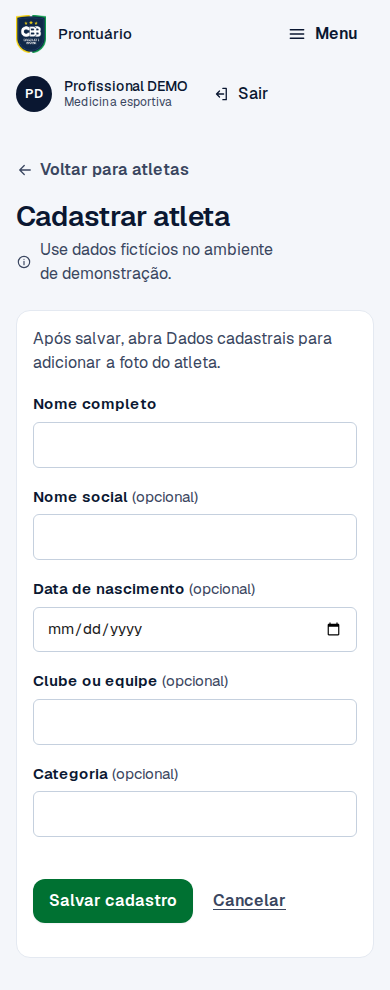 CBB
Prontuário
Menu
PD
Profissional DEMO
Medicina esportiva
Sair
Voltar para atletas
Cadastrar atleta
Use dados fictícios no ambiente
de demonstração.
Após salvar, abra Dados cadastrais para
adicionar a foto do atleta.
Nome completo
Nome social (opcional)
Data de nascimento (opcional)
mm/dd/yyyy
Clube ou equipe (opcional)
Categoria (opcional)
Salvar cadastro
Cancelar